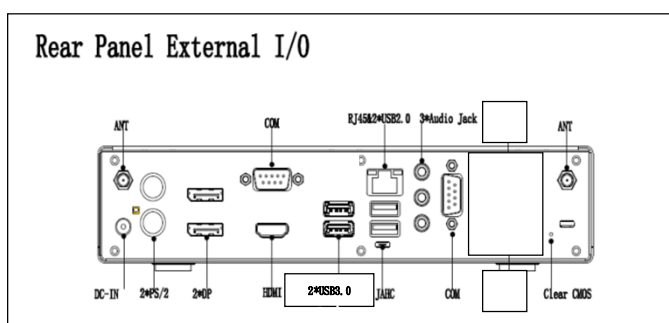 Rear Panel External I/O
ANT
COM
RJ45&2*USB2.0
3*Audio Jack
ANT
DC-IN
2*PS/2
2*DP
HDMI
2*USB3.0
JAHC
COM
Clear CMOS